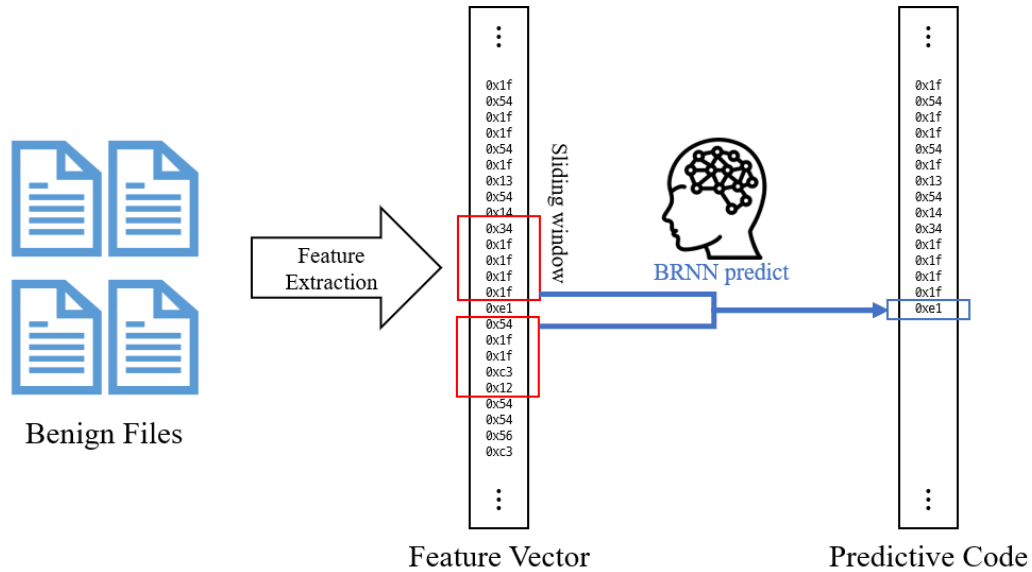 Benign Files
Feature
Extraction
⋮
0x1f
0x54
0x1f
0x1f
0x54
0x1f
0x13
0x54
0x14
0x34
0x1f
0x1f
0x1f
0x1f
0xe1
0x54
0x1f
0x1f
0xc3
0x12
0x54
0x54
0x56
0xc3
⋮
Feature Vector
Sliding window
BRNN predict
⋮
0x1f
0x54
0x1f
0x1f
0x54
0x1f
0x13
0x54
0x14
0x34
0x1f
0x1f
0x1f
0x1f
0xe1
⋮
Predictive Code